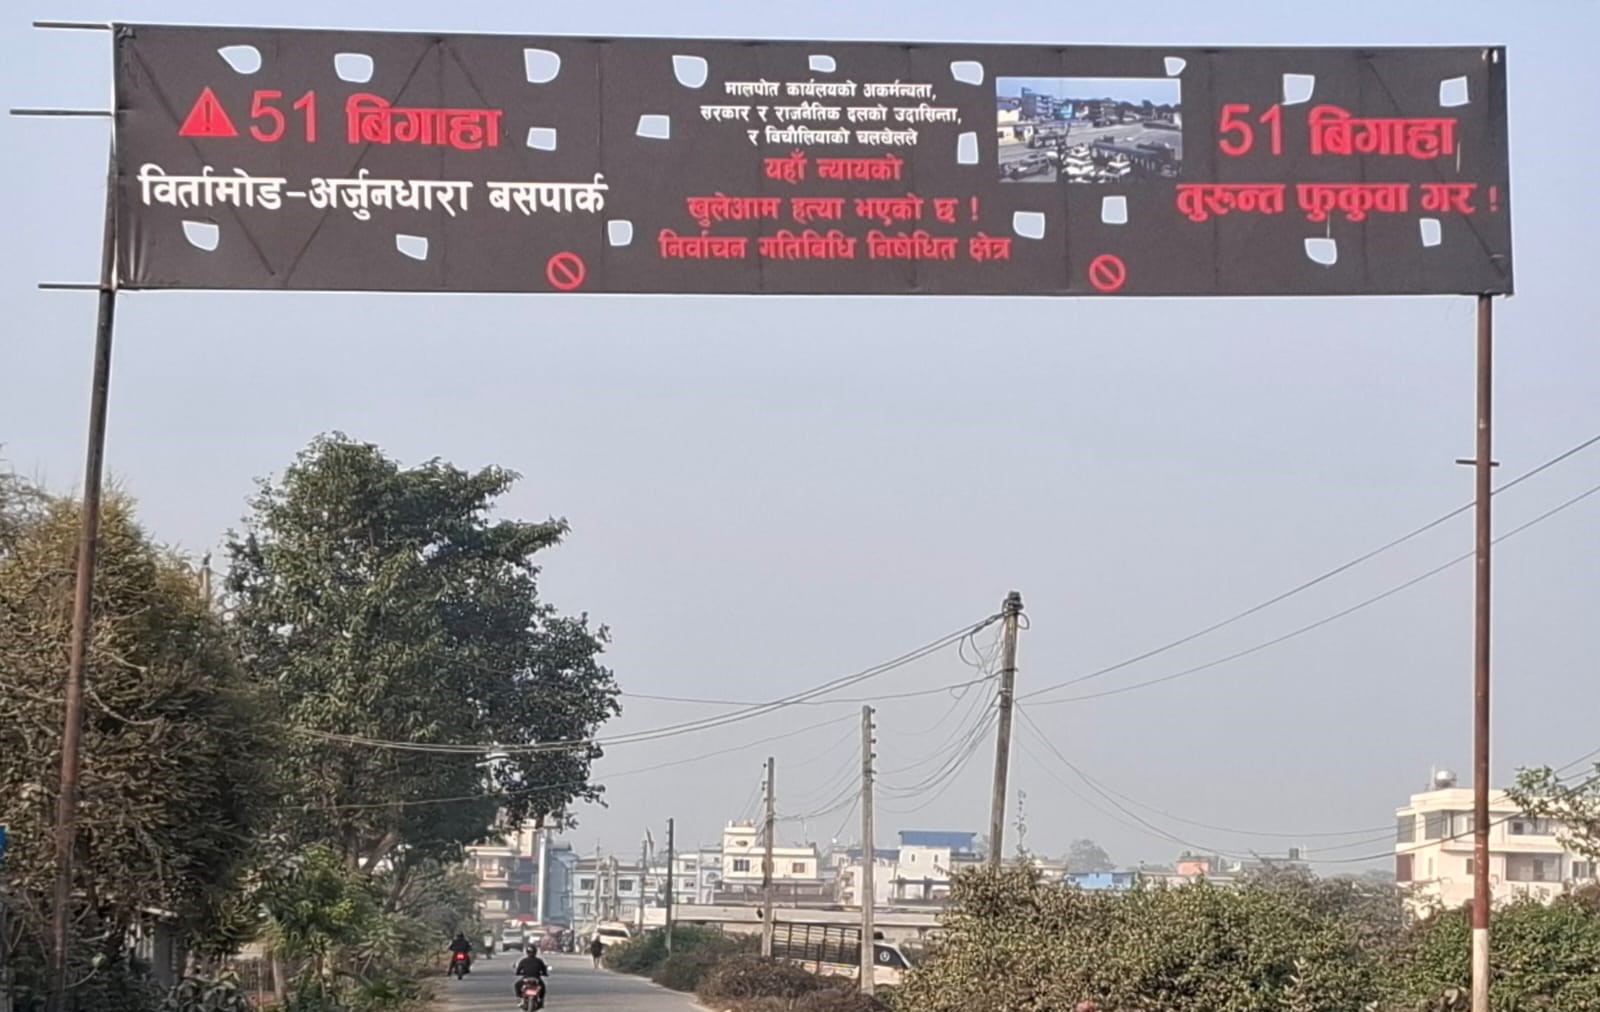 51 बिगाहा
विर्तामोड-अर्जुनधारा बसपार्क
मालपोत कार्यलयको अकर्मन्यता,
सरकार र राजनैतिक दलको उदासिन्ता,
र विचौलियाको चलखेलले
यहाँ न्यायको
खुलेआम हत्या भएको छ !
निर्वाचन गतिबिधि निषेधित क्षेत्र
51 बिगाहा
तुरुन्त फुकुवा गर !